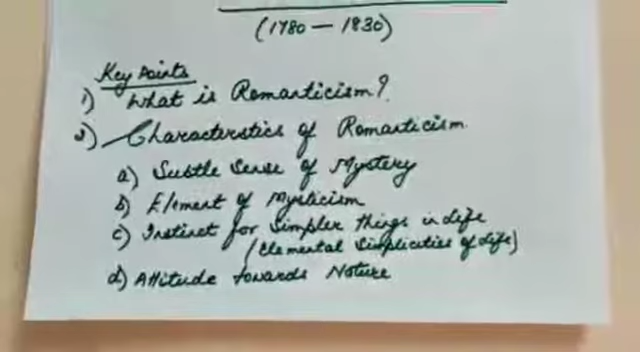 (1780 — 1830)
Key Points
1) What is Romanticism?
2) Characterstics of Romanticism
a) Subtle Sense of Mystery
b) Element of Mysticism
c) Instinct for Simpler things in Life
(Elemental Simplicities of Life)
d) Attitude towards Nature